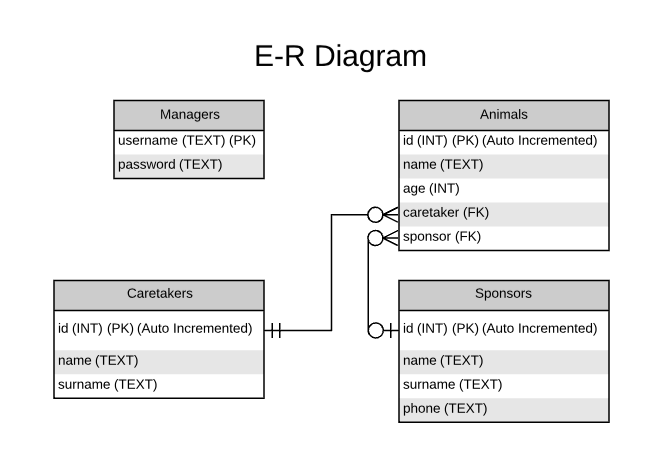 E-R Diagram
Managers
username (TEXT) (PK)
password (TEXT)
Animals
id (INT) (PK) (Auto Incremented)
name (TEXT)
age (INT)
caretaker (FK)
sponsor (FK)
Caretakers
id (INT) (PK) (Auto Incremented)
name (TEXT)
surname (TEXT)
Sponsors
id (INT) (PK) (Auto Incremented)
name (TEXT)
surname (TEXT)
phone (TEXT)